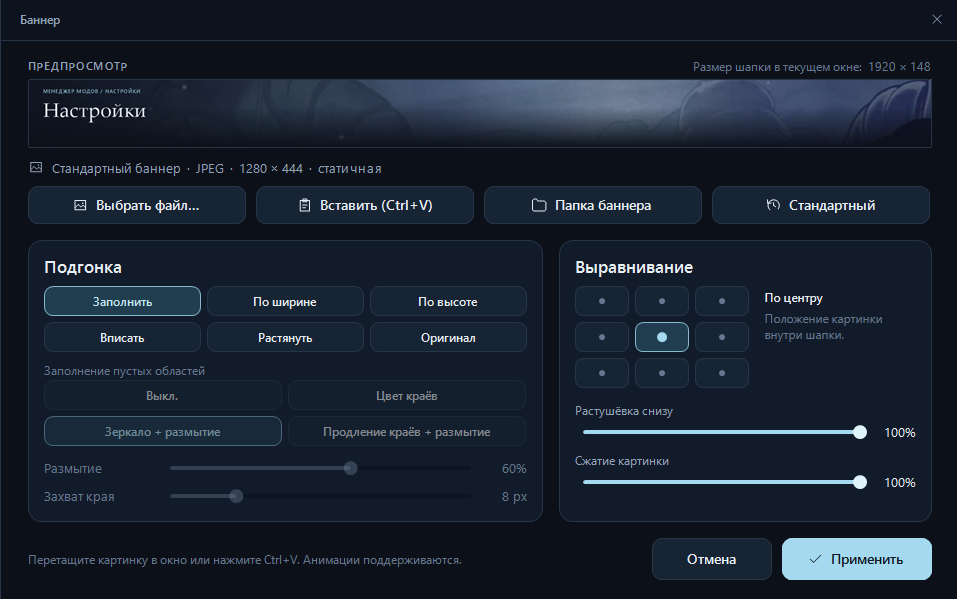 Баннер
ПРЕДПРОСМОТР
Размер шапки в текущем окне: 1920 × 148
МЕНЕДЖЕР МОДОВ / НАСТРОЙКИ
Настройки
Стандартный баннер · JPEG · 1280 × 444 · статичная
Выбрать файл...
Вставить (Ctrl+V)
Папка баннера
Стандартный
Подгонка
Заполнить
По ширине
По высоте
Вписать
Растянуть
Оригинал
Заполнение пустых областей
Выкл.
Цвет краёв
Зеркало + размытие
Продление краёв + размытие
Размытие
60%
Захват края
8 px
Выравнивание
По центру
Положение картинки
внутри шапки.
Растушёвка снизу
100%
Сжатие картинки
100%
Перетащите картинку в окно или нажмите Ctrl+V. Анимации поддерживаются.
Отмена
Применить